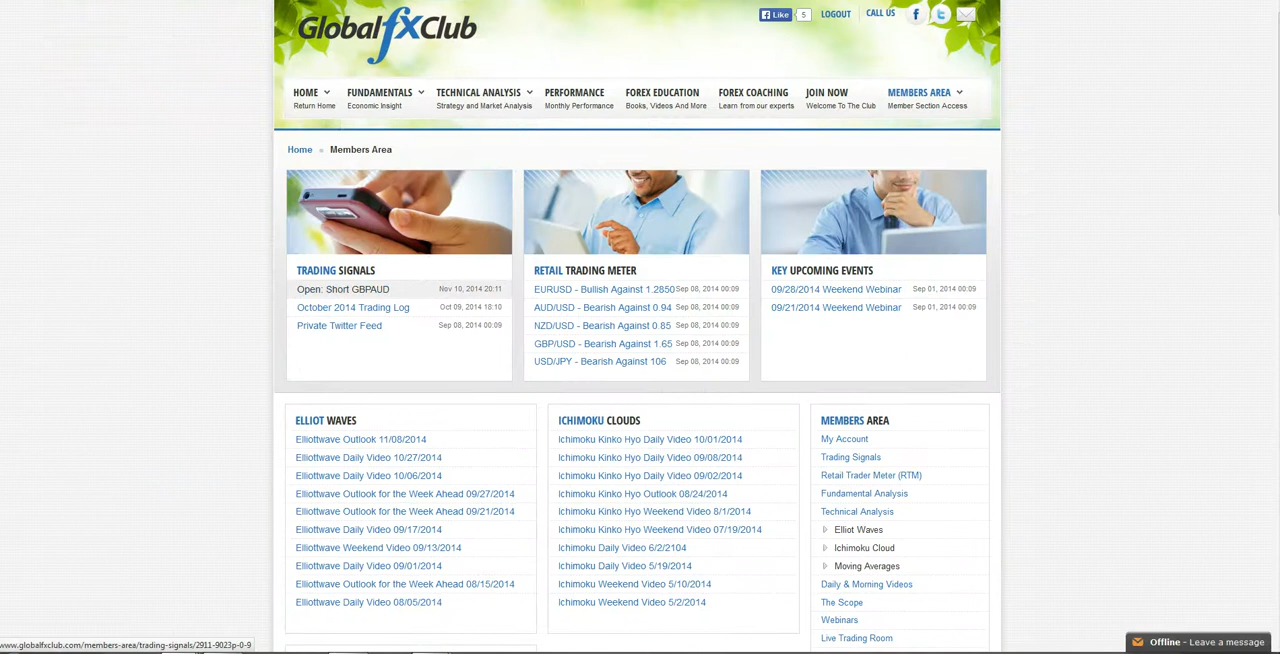 GlobalfXClub
Like 5 LOGOUT CALL US
HOME FUNDAMENTALS TECHNICAL ANALYSIS PERFORMANCE FOREX EDUCATION FOREX COACHING JOIN NOW MEMBERS AREA
Return Home Economic Insight Strategy and Market Analysis Monthly Performance Books, Videos And More Learn from our experts Welcome To The Club Member Section Access
Home Members Area
TRADING SIGNALS
Open: Short GBPAUD Nov 10, 2014 20:11
October 2014 Trading Log Oct 09, 2014 18:10
Private Twitter Feed Sep 08, 2014 00:09
RETAIL TRADING METER
EURUSD - Bullish Against 1.2850 Sep 08, 2014 00:09
AUD/USD - Bearish Against 0.94 Sep 08, 2014 00:09
NZD/USD - Bearish Against 0.85 Sep 08, 2014 00:09
GBP/USD - Bearish Against 1.65 Sep 08, 2014 00:09
USD/JPY - Bearish Against 106 Sep 08, 2014 00:09
KEY UPCOMING EVENTS
09/28/2014 Weekend Webinar Sep 01, 2014 00:09
09/21/2014 Weekend Webinar Sep 01, 2014 00:09
ELLIOT WAVES
Elliottwave Outlook 11/08/2014
Elliottwave Daily Video 10/27/2014
Elliottwave Daily Video 10/06/2014
Elliottwave Outlook for the Week Ahead 09/27/2014
Elliottwave Outlook for the Week Ahead 09/21/2014
Elliottwave Daily Video 09/17/2014
Elliottwave Weekend Video 09/13/2014
Elliottwave Daily Video 09/01/2014
Elliottwave Outlook for the Week Ahead 08/15/2014
Elliottwave Daily Video 08/05/2014
ICHIMOKU CLOUDS
Ichimoku Kinko Hyo Daily Video 10/01/2014
Ichimoku Kinko Hyo Daily Video 09/08/2014
Ichimoku Kinko Hyo Daily Video 09/02/2014
Ichimoku Kinko Hyo Outlook 08/24/2014
Ichimoku Kinko Hyo Weekend Video 8/1/2014
Ichimoku Kinko Hyo Weekend Video 07/19/2014
Ichimoku Daily Video 6/2/2104
Ichimoku Daily Video 5/19/2014
Ichimoku Weekend Video 5/10/2014
Ichimoku Weekend Video 5/2/2014
MEMBERS AREA
My Account
Trading Signals
Retail Trader Meter (RTM)
Fundamental Analysis
Technical Analysis
Elliot Waves
Ichimoku Cloud
Moving Averages
Daily & Morning Videos
The Scope
Webinars
Live Trading Room
www.globalfxclub.com/members-area/trading-signals/2911-9023p-0-9
Offline - Leave a message